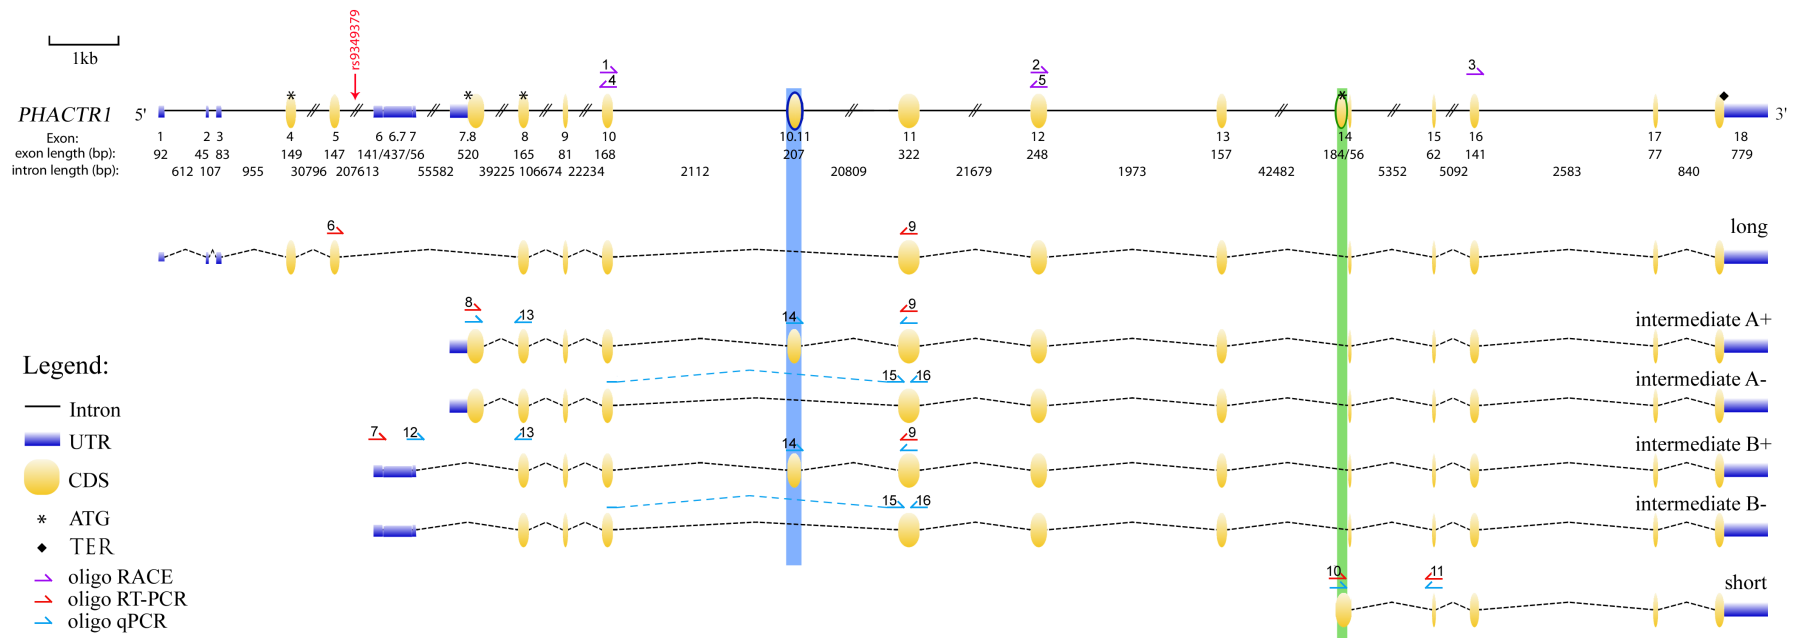 rs9349379
1kb
1 2 3
4 5
* * * * ◆
PHACTR1 5' 3'
Exon: 1 2 3 4 5 6 6.7 7 7.8 8 9 10 10.11 11 12 13 14 15 16 17 18
exon length (bp): 92 45 83 149 147 141/437/56 520 165 81 168 207 322 248 157 184/56 62 141 77 779
intron length (bp): 612 107 955 30796 207613 55582 39225 106674 22234 2112 20809 21679 1973 42482 5352 5092 2583 840
6 9 long
8 13 14 9 intermediate A+
15 16 intermediate A-
7 12 13 14 9 intermediate B+
15 16 intermediate B-
10 11 short
Legend:
Intron
UTR
CDS
* ATG
◆ TER
oligo RACE
oligo RT-PCR
oligo qPCR